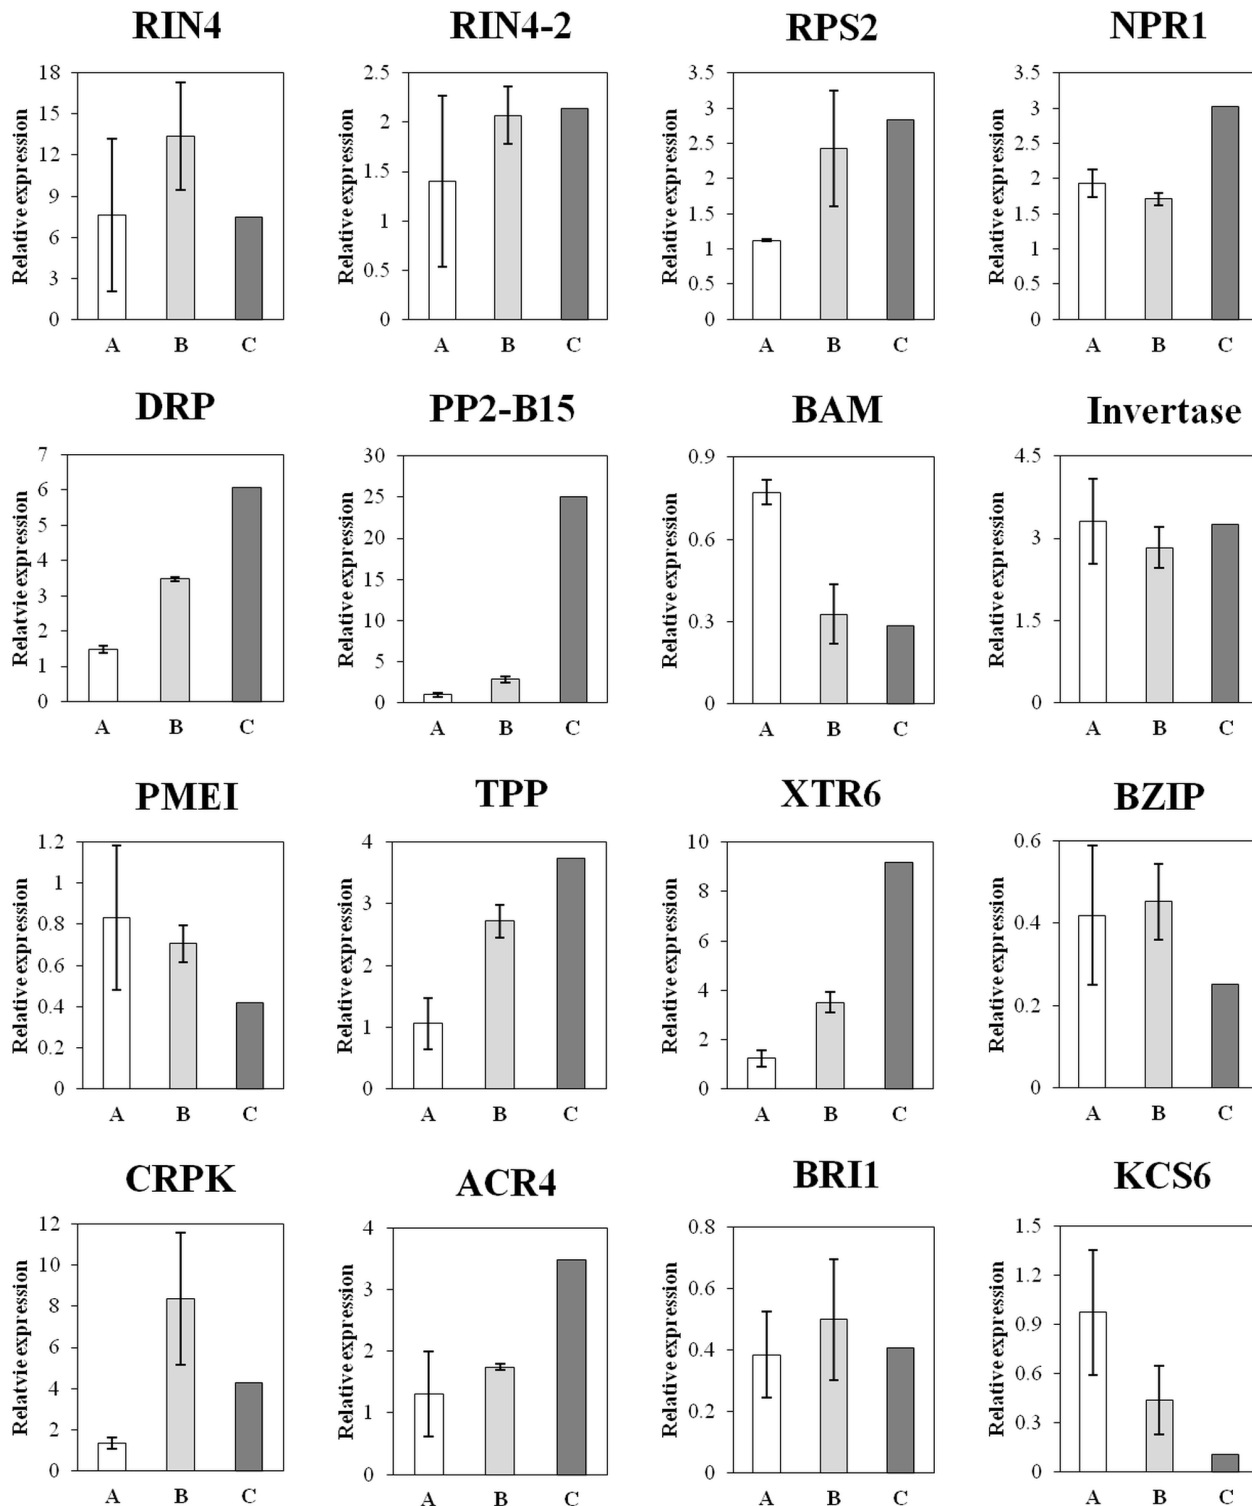 RIN4
RIN4-2
RPS2
NPR1
Relative expression
18
15
12
9
6
3
0
A B C
Relative expression
2.5
2
1.5
1
0.5
0
A B C
Relative expression
3.5
3
2.5
2
1.5
1
0.5
0
A B C
Relative expression
3.5
3
2.5
2
1.5
1
0.5
0
A B C
DRP
PP2-B15
BAM
Invertase
Relatvie expression
7
6
5
4
3
2
1
0
A B C
Relative expression
30
25
20
15
10
5
0
A B C
Relative expression
0.9
0.6
0.3
0
A B C
Relative expression
4.5
3
1.5
0
A B C
PMEI
TPP
XTR6
BZIP
Relative expression
1.2
1
0.8
0.6
0.4
0.2
0
A B C
Relative expression
4
3
2
1
0
A B C
Relative expression
10
8
6
4
2
0
A B C
Relative expression
0.6
0.4
0.2
0
A B C
CRPK
ACR4
BRI1
KCS6
Relatvie expression
12
10
8
6
4
2
0
A B C
Relative expression
4
3
2
1
0
A B C
Relative expression
0.8
0.6
0.4
0.2
0
A B C
Relative expression
1.5
1.2
0.9
0.6
0.3
0
A B C